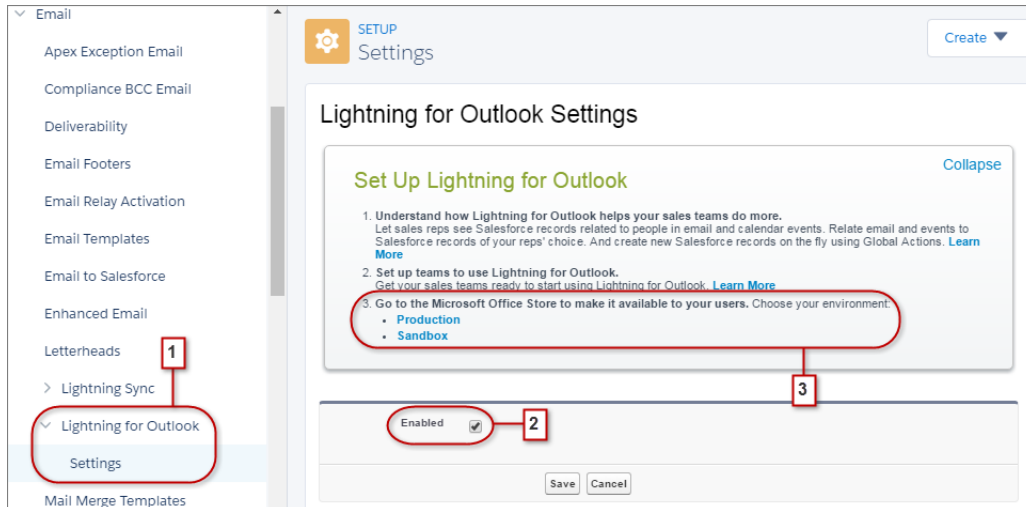 Email
Apex Exception Email
Compliance BCC Email
Deliverability
Email Footers
Email Relay Activation
Email Templates
Email to Salesforce
Enhanced Email
Letterheads
1
Lightning Sync
Lightning for Outlook
Settings
Mail Merge Templates
SETUP
Settings
Create
Lightning for Outlook Settings
Collapse
Set Up Lightning for Outlook
1. Understand how Lightning for Outlook helps your sales teams do more.
Let sales reps see Salesforce records related to people in email and calendar events. Relate email and events to
Salesforce records of your reps' choice. And create new Salesforce records on the fly using Global Actions. Learn
More
2. Set up teams to use Lightning for Outlook.
Get your sales teams ready to start using Lightning for Outlook. Learn More
3. Go to the Microsoft Office Store to make it available to your users. Choose your environment:
• Production
• Sandbox
3
Enabled
2
Save Cancel